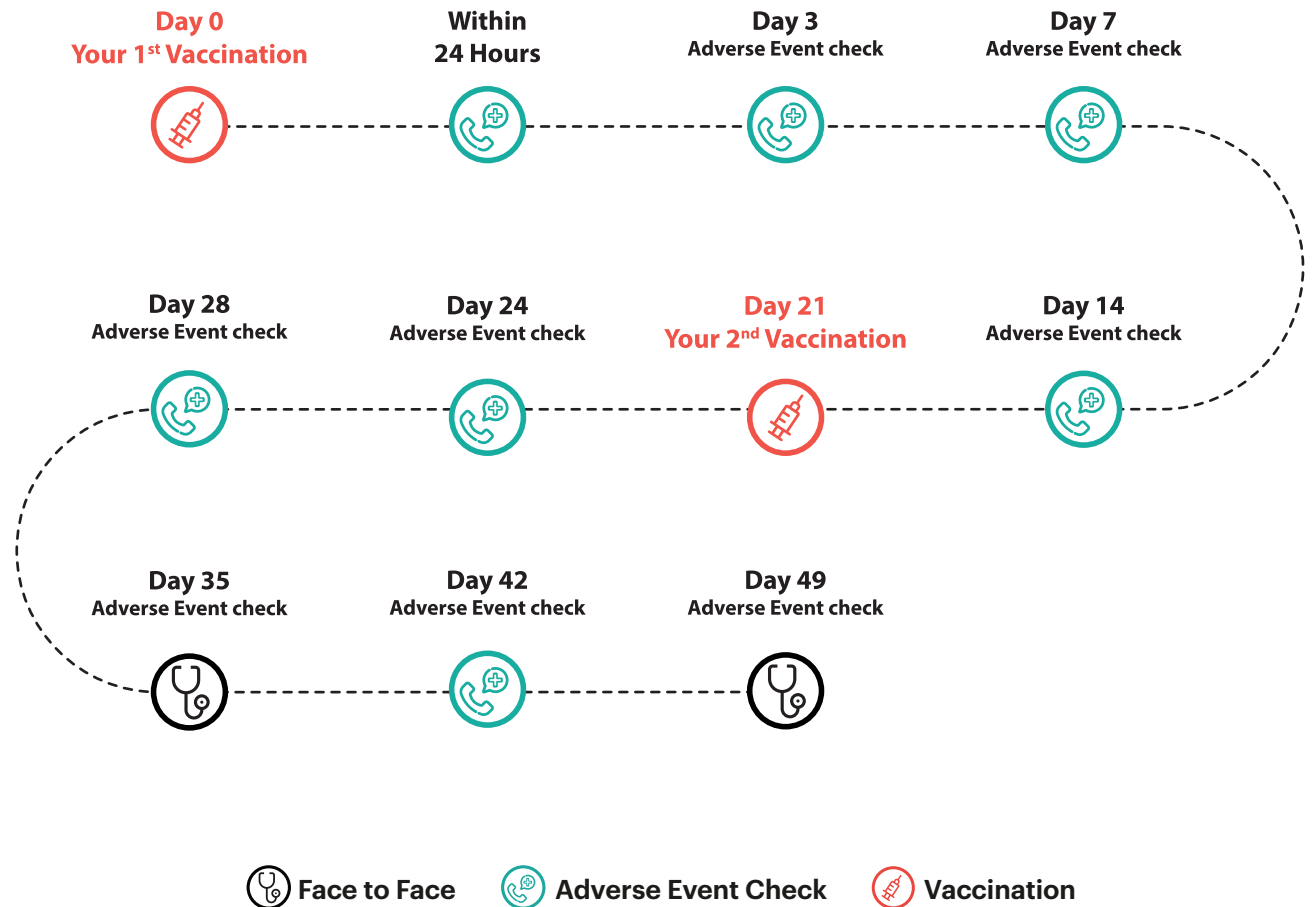 Day 0
Your 1st Vaccination
Within
24 Hours
Day 3
Adverse Event check
Day 7
Adverse Event check
Day 14
Adverse Event check
Day 21
Your 2nd Vaccination
Day 24
Adverse Event check
Day 28
Adverse Event check
Day 35
Adverse Event check
Day 42
Adverse Event check
Day 49
Adverse Event check
Face to Face
Adverse Event Check
Vaccination